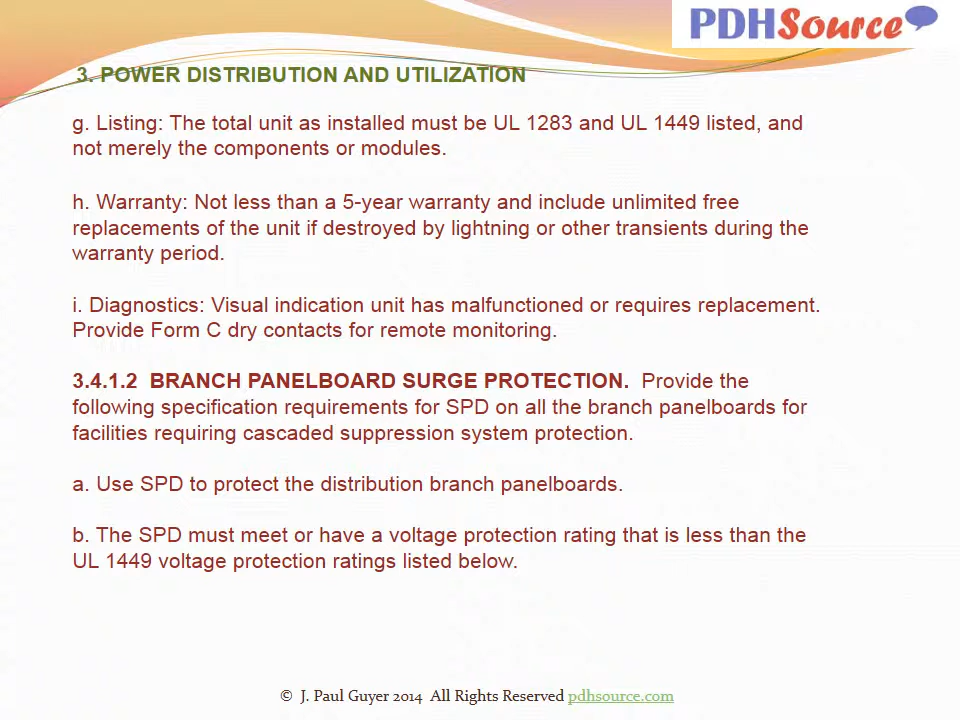 PDHSource
3. POWER DISTRIBUTION AND UTILIZATION
g. Listing: The total unit as installed must be UL 1283 and UL 1449 listed, and
not merely the components or modules.
h. Warranty: Not less than a 5-year warranty and include unlimited free
replacements of the unit if destroyed by lightning or other transients during the
warranty period.
i. Diagnostics: Visual indication unit has malfunctioned or requires replacement.
Provide Form C dry contacts for remote monitoring.
3.4.1.2 BRANCH PANELBOARD SURGE PROTECTION. Provide the
following specification requirements for SPD on all the branch panelboards for
facilities requiring cascaded suppression system protection.
a. Use SPD to protect the distribution branch panelboards.
b. The SPD must meet or have a voltage protection rating that is less than the
UL 1449 voltage protection ratings listed below.
© J. Paul Guyer 2014 All Rights Reserved pdhsource.com